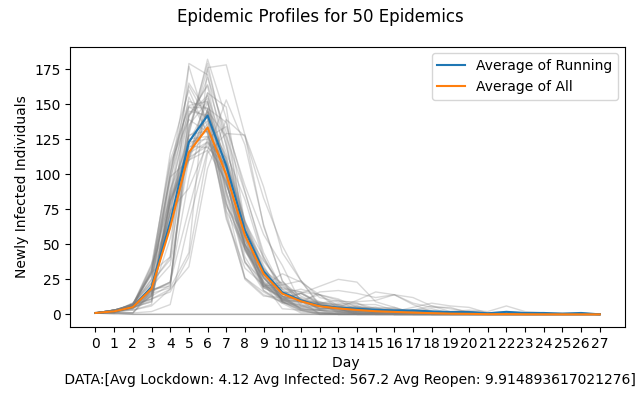 Epidemic Profiles for 50 Epidemics
Average of Running
Average of All
Newly Infected Individuals
175
150
125
100
75
50
25
0
0 1 2 3 4 5 6 7 8 9 10 11 12 13 14 15 16 17 18 19 20 21 22 23 24 25 26 27
Day
DATA:[Avg Lockdown: 4.12 Avg Infected: 567.2 Avg Reopen: 9.914893617021276]